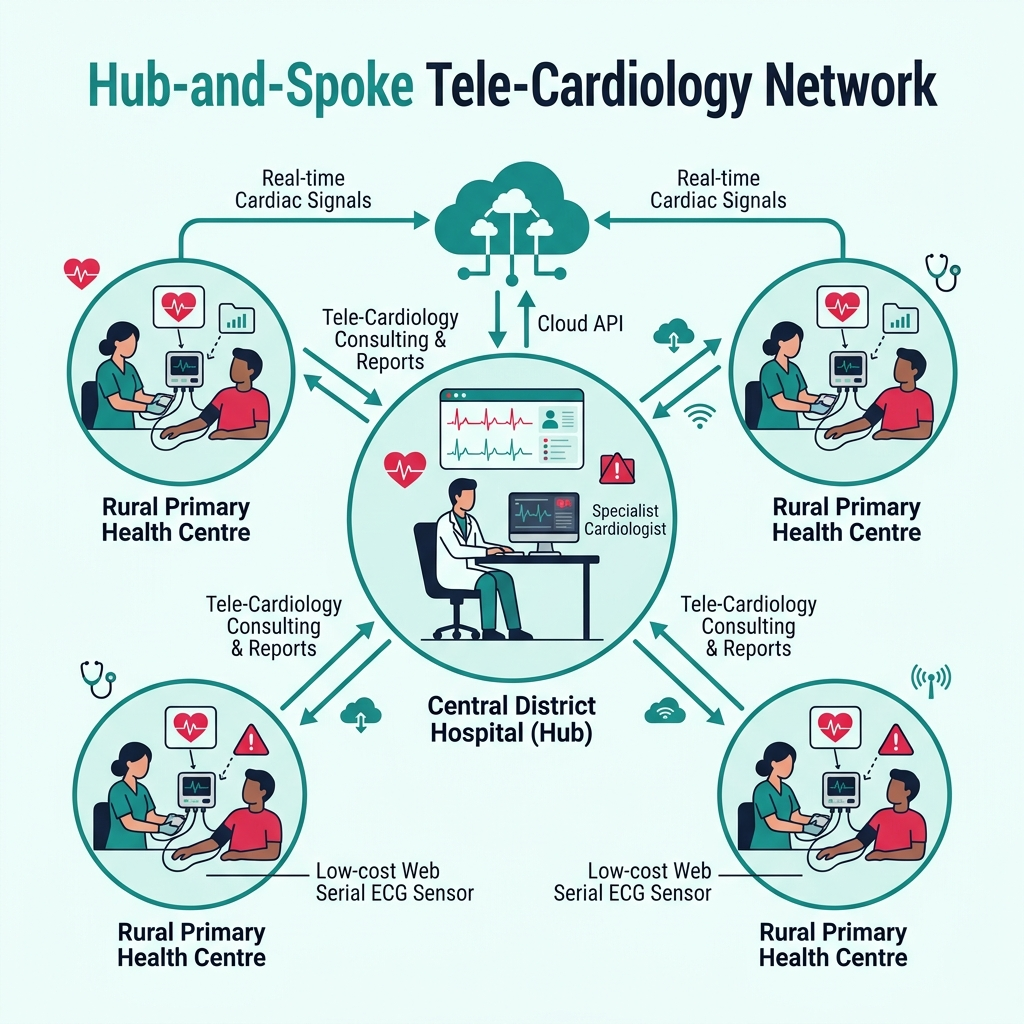 Hub-and-Spoke Tele-Cardiology Network
Real-time
Cardiac Signals
Real-time
Cardiac Signals
Tele-Cardiology
Consulting &
Reports
Cloud API
Specialist
Cardiologist
Rural Primary
Health Centre
Rural Primary
Health Centre
Tele-Cardiology
Consulting
& Reports
Tele-Cardiology
Consulting
& Reports
Central District
Hospital (Hub)
Low-cost Web
Serial ECG Sensor
Low-cost Web
Serial ECG Sensor
Rural Primary
Health Centre
Rural Primary
Health Centre